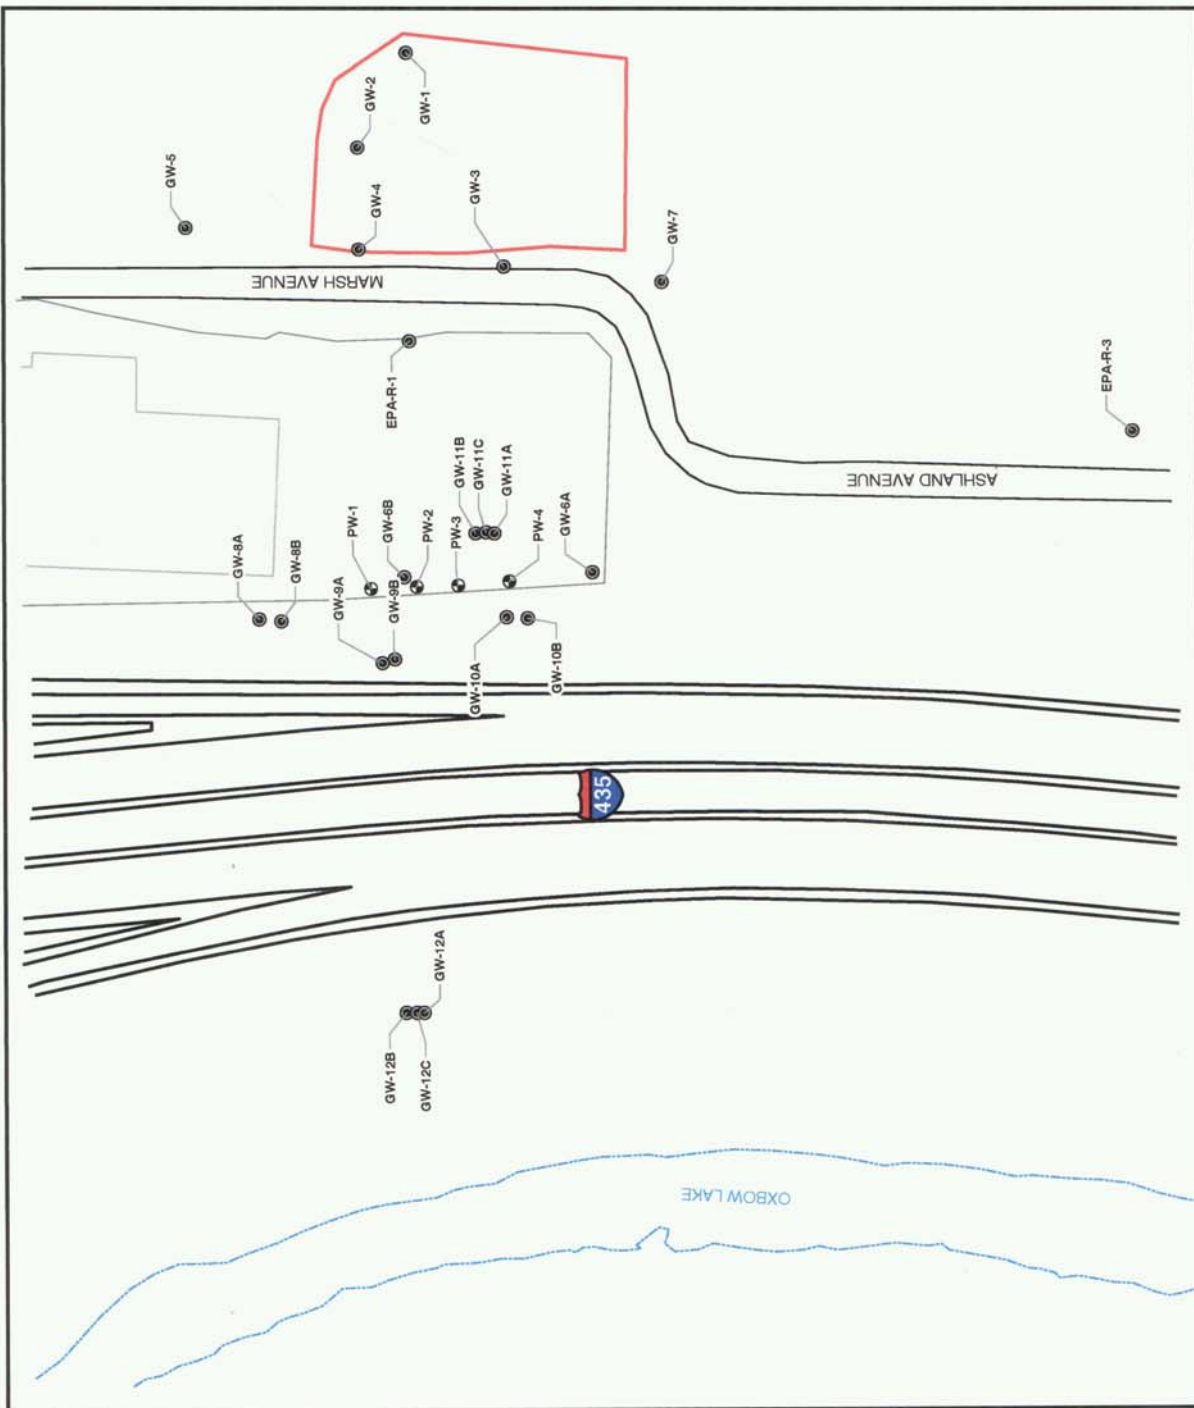 GW-5
GW-2
GW-1
GW-4
GW-3
GW-7
MARSH AVENUE
EPA-R-1
EPA-R-3
ASHLAND AVENUE
GW-8A
GW-8B
GW-9A
PW-1
GW-6B
GW-9B
PW-2
PW-3
GW-11B
GW-11C
GW-11A
PW-4
GW-6A
GW-10A
GW-10B
435
GW-12A
GW-12B
GW-12C
OXBOW LAKE